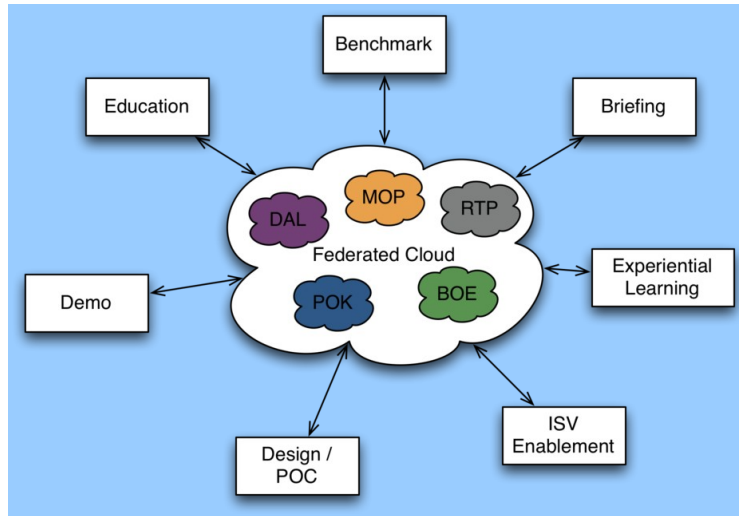 Benchmark
Education
Briefing
MOP
DAL
RTP
Federated Cloud
Experiential
Learning
Demo
POK
BOE
ISV
Enablement
Design /
POC